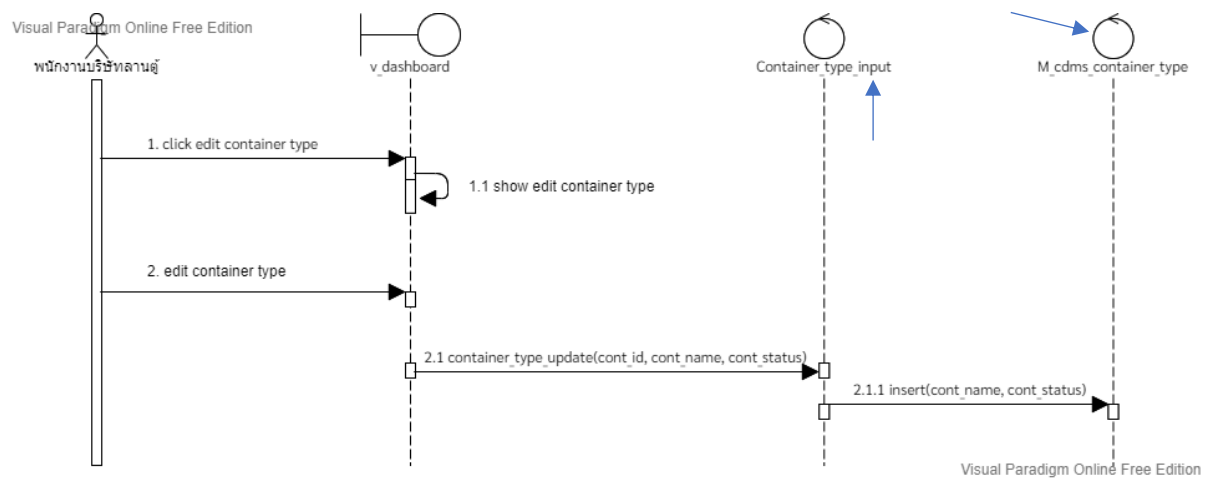 Visual Paradigm Online Free Edition
พนักงานบริษัทลานตู้
v_dashboard
Container_type_input
M_cdms_container_type
1. click edit container type
1.1 show edit container type
2. edit container type
2.1 container_type_update(cont_id, cont_name, cont_status)
2.1.1 insert(cont_name, cont_status)
Visual Paradigm Online Free Edition